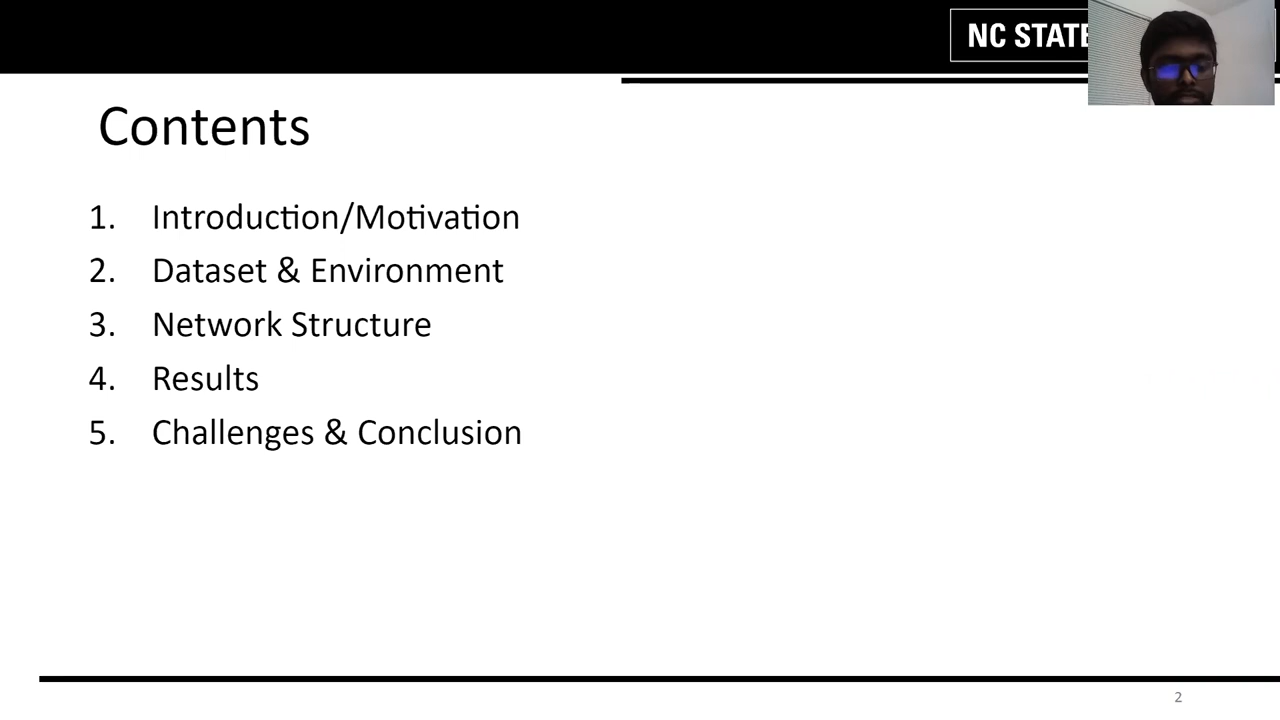 NC STATE
Contents
1. Introduction/Motivation
2. Dataset & Environment
3. Network Structure
4. Results
5. Challenges & Conclusion
2